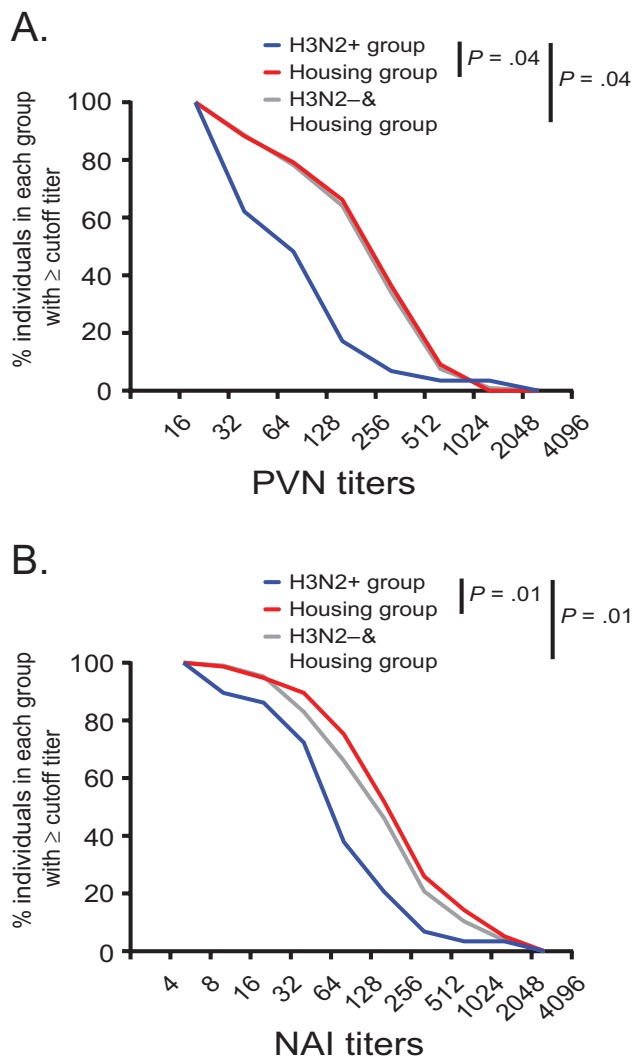 A.
H3N2+ group
Housing group
H3N2–&
Housing group
P = .04
P = .04
% individuals in each group
with ≥ cutoff titer
100
80
60
40
20
0
16 32 64 128 256 512 1024 2048 4096
PVN titers
B.
H3N2+ group
Housing group
H3N2–&
Housing group
P = .01
P = .01
% individuals in each group
with ≥ cutoff titer
100
80
60
40
20
0
4 8 16 32 64 128 256 512 1024 2048 4096
NAI titers